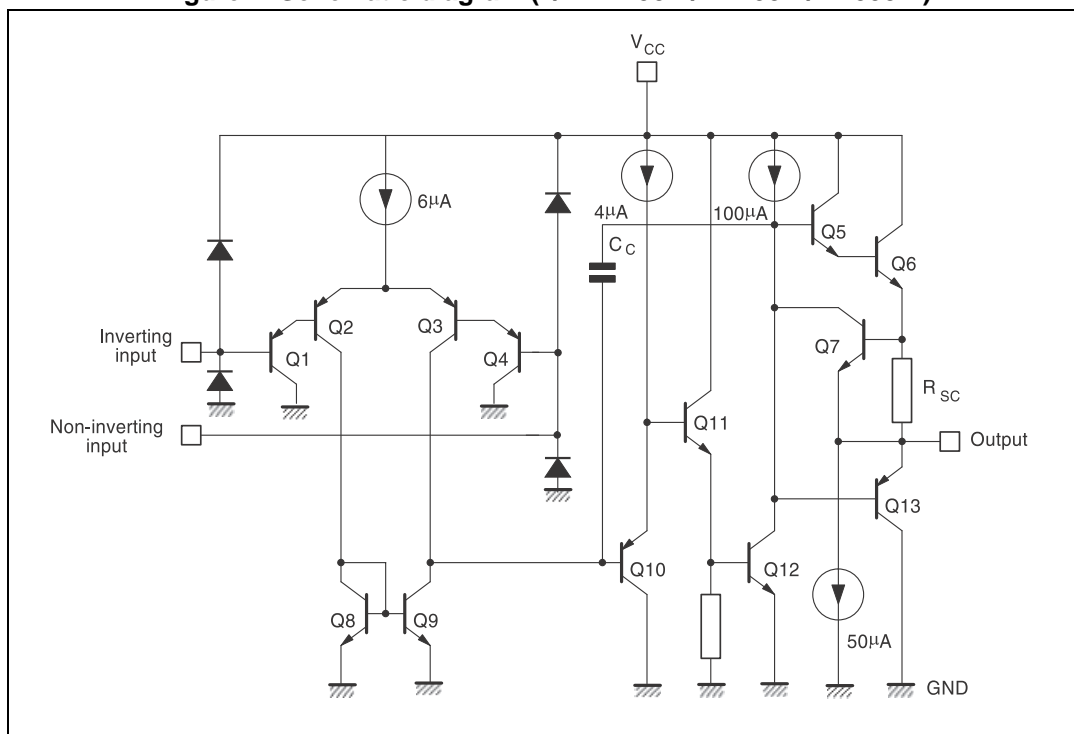 V CC
6μA
4μA
100μA
C C
Q5
Q6
Inverting
input
Q1
Q2
Q3
Q4
Q7
R SC
Non-inverting
input
Q11
Output
Q13
Q10
Q12
Q8
Q9
50μA
GND